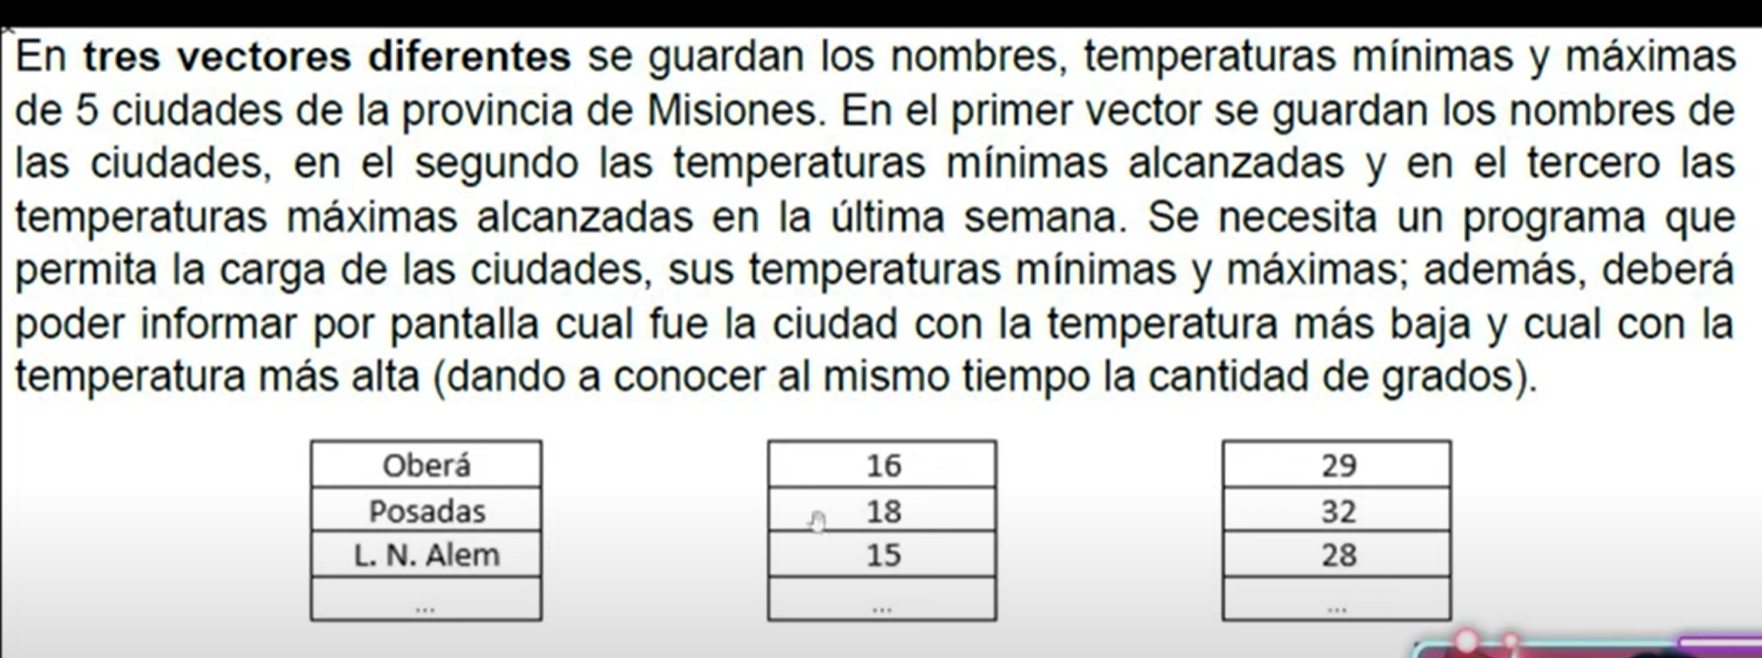 En tres vectores diferentes se guardan los nombres, temperaturas mínimas y máximas
de 5 ciudades de la provincia de Misiones. En el primer vector se guardan los nombres de
las ciudades, en el segundo las temperaturas mínimas alcanzadas y en el tercero las
temperaturas máximas alcanzadas en la última semana. Se necesita un programa que
permita la carga de las ciudades, sus temperaturas mínimas y máximas; además, deberá
poder informar por pantalla cual fue la ciudad con la temperatura más baja y cual con la
temperatura más alta (dando a conocer al mismo tiempo la cantidad de grados).
Oberá 16 29
Posadas 18 32
L. N. Alem 15 28
... ... ...